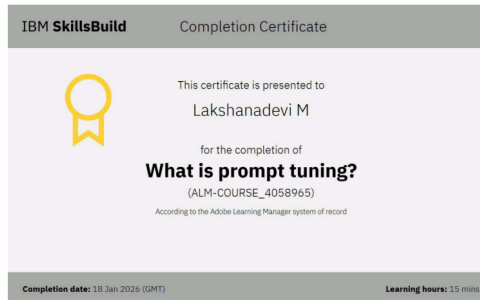 IBM SkillsBuild Completion Certificate
This certificate is presented to
Lakshanadevi M
for the completion of
What is prompt tuning?
(ALM-COURSE_4058965)
According to the Adobe Learning Manager system of record
Completion date: 18 Jan 2026 (GMT) Learning hours: 15 mins